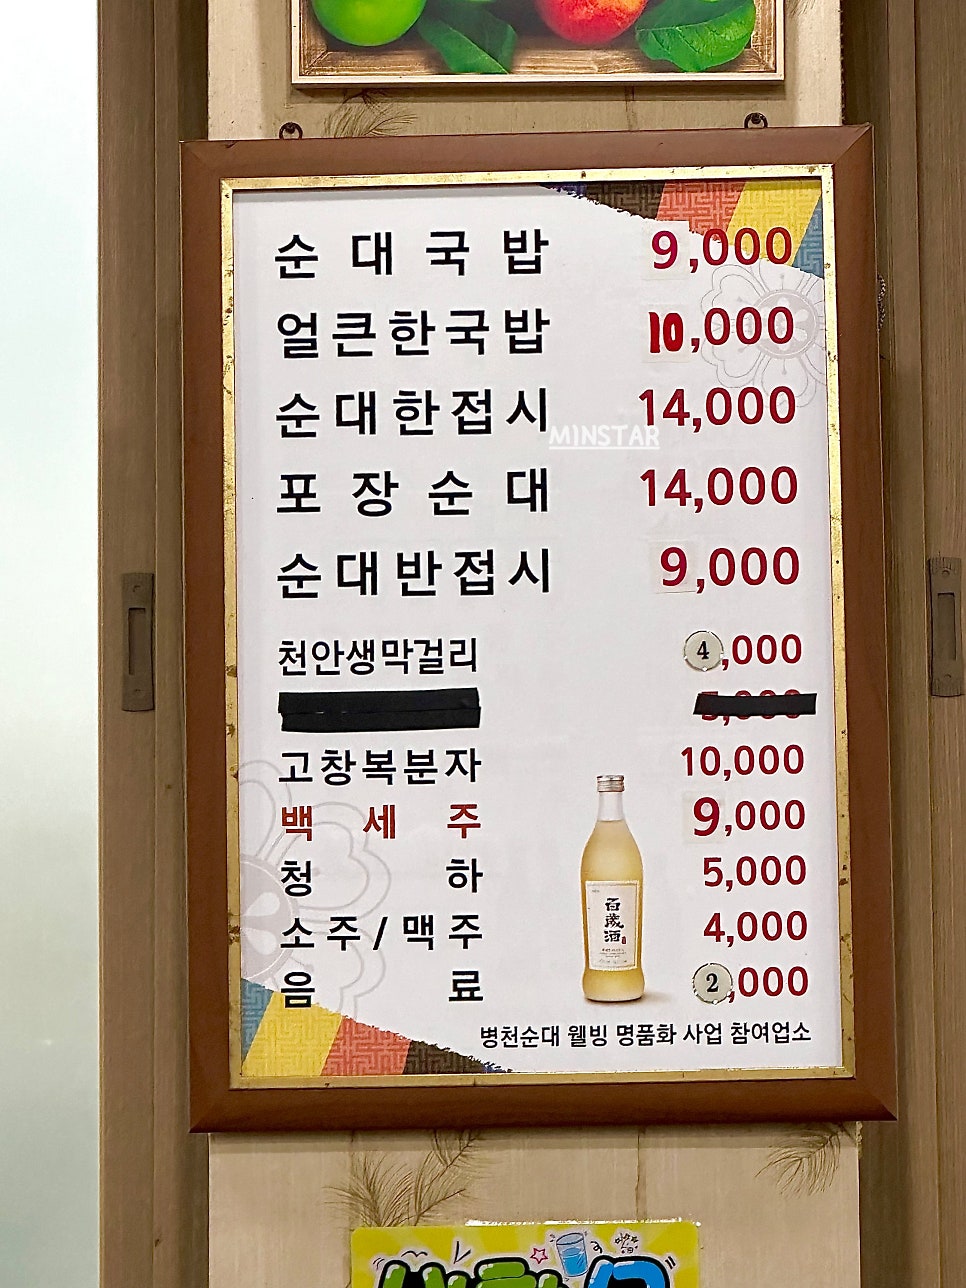 순대국밥 9,000
얼큰한국밥 10,000
순대한접시 14,000
MINSTAR
포장순대 14,000
순대반접시 9,000
천안생막걸리 4,000
고창복분자 10,000
백세주 9,000
청하 5,000
소주/맥주 4,000
음료 2,000
百歲酒
병천순대 웰빙 명품화 사업 참여업소